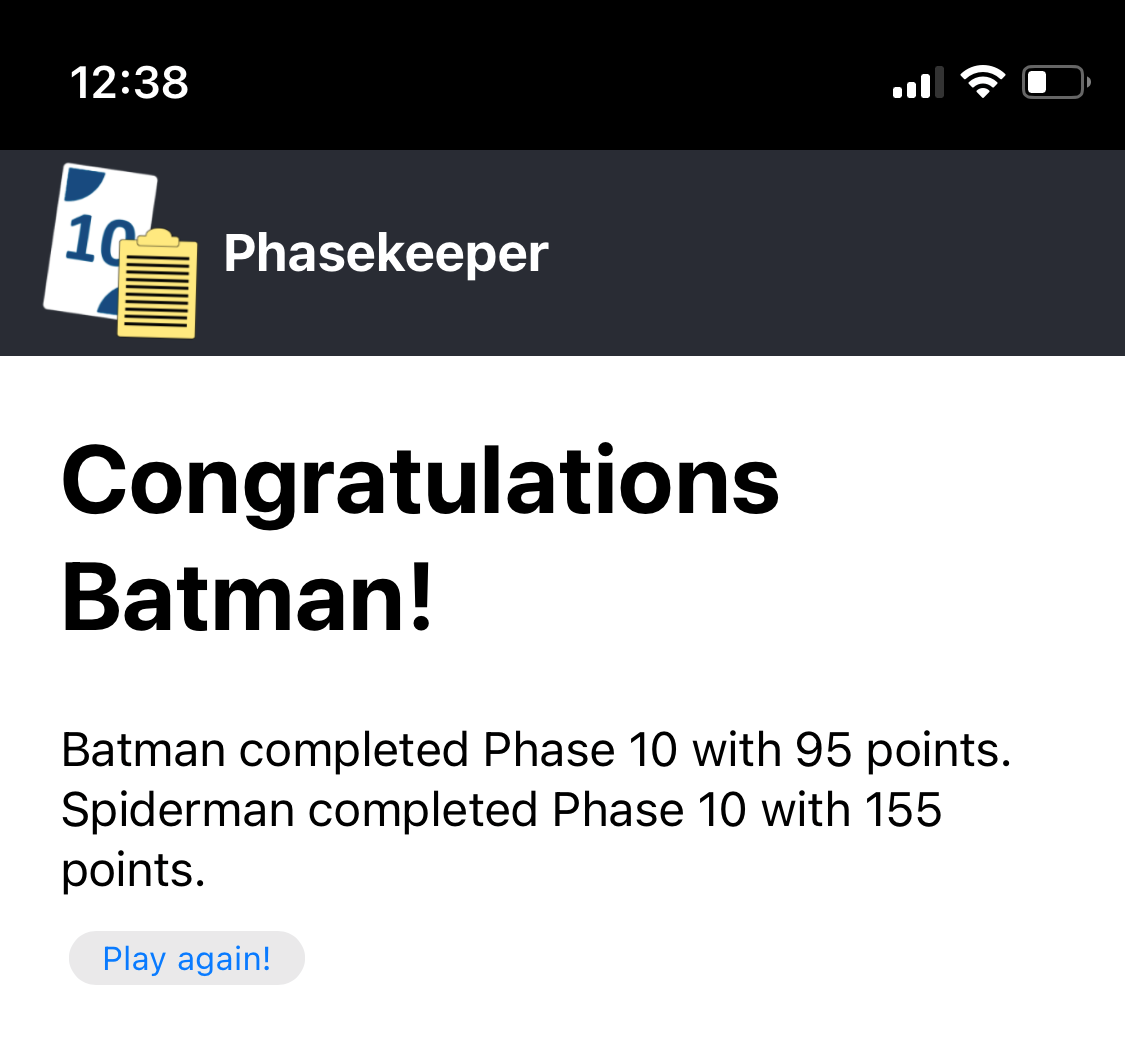 12:38
10
Phasekeeper
Congratulations
Batman!
Batman completed Phase 10 with 95 points.
Spiderman completed Phase 10 with 155
points.
Play again!